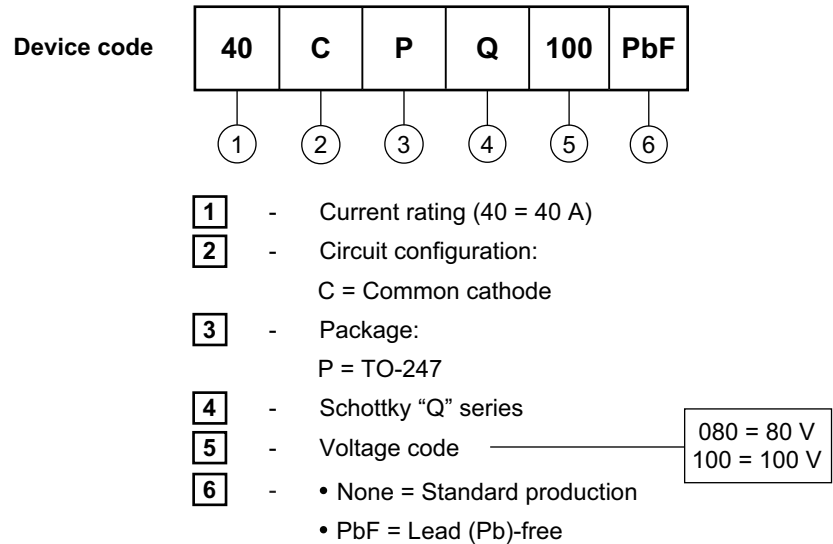 Device code 40 C P Q 100 PbF
1 2 3 4 5 6
1 - Current rating (40 = 40 A)
2 - Circuit configuration:
C = Common cathode
3 - Package:
P = TO-247
4 - Schottky “Q” series
5 - Voltage code
080 = 80 V
100 = 100 V
6 - • None = Standard production
• PbF = Lead (Pb)-free